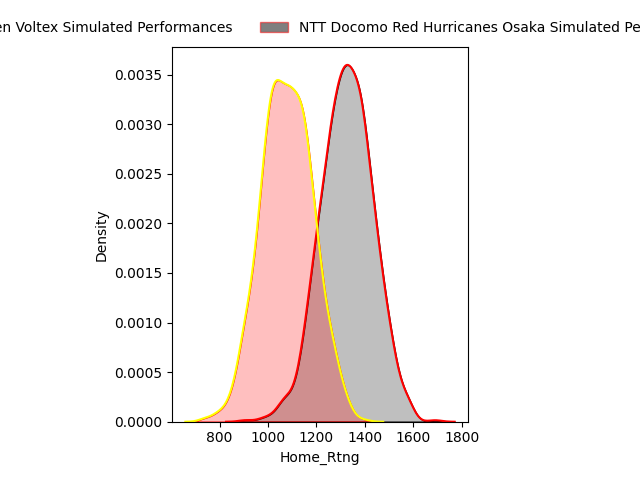 en Voltex Simulated Performances
NTT Docomo Red Hurricanes Osaka Simulated Pe
0.0035
0.0030
0.0025
0.0020
0.0015
0.0010
0.0005
0.0000
Density
800 1000 1200 1400 1600 1800
Home_Rtng